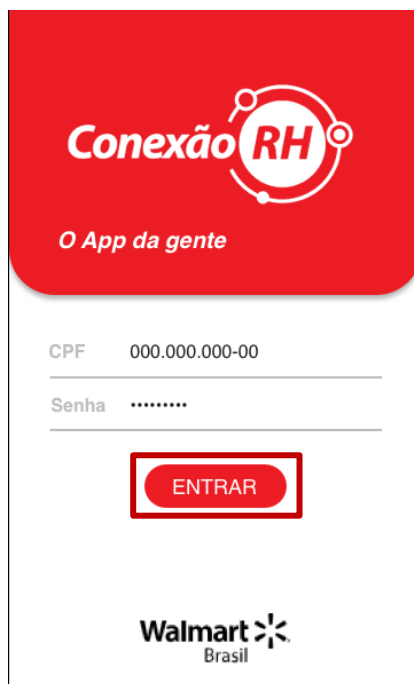 Conexão RH
O App da gente
CPF 000.000.000-00
Senha •••••••••
ENTRAR
Walmart
Brasil